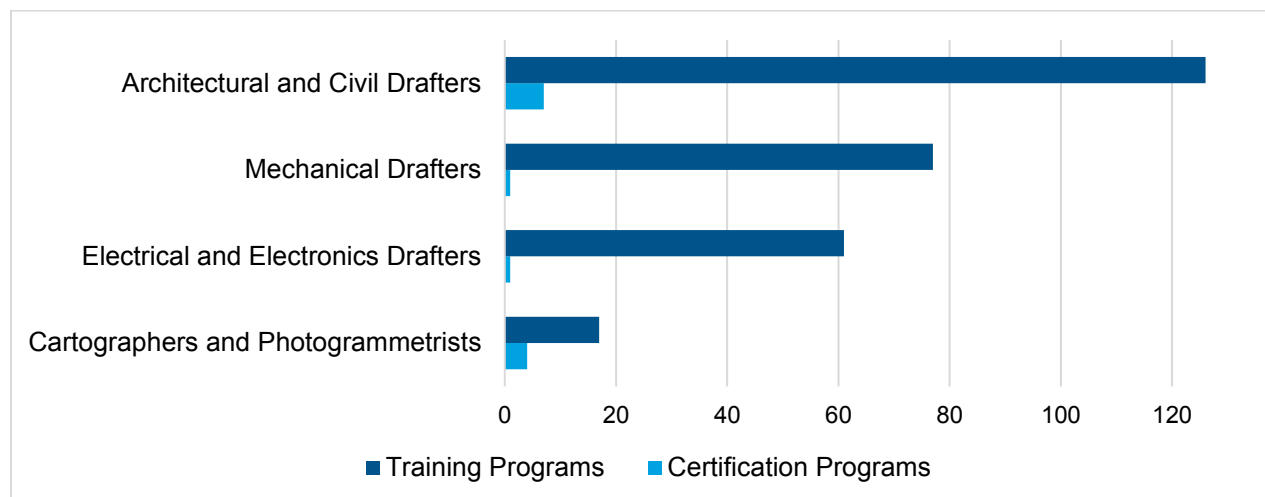 Architectural and Civil Drafters
Mechanical Drafters
Electrical and Electronics Drafters
Cartographers and Photogrammetrists
0 20 40 60 80 100 120
Training Programs Certification Programs